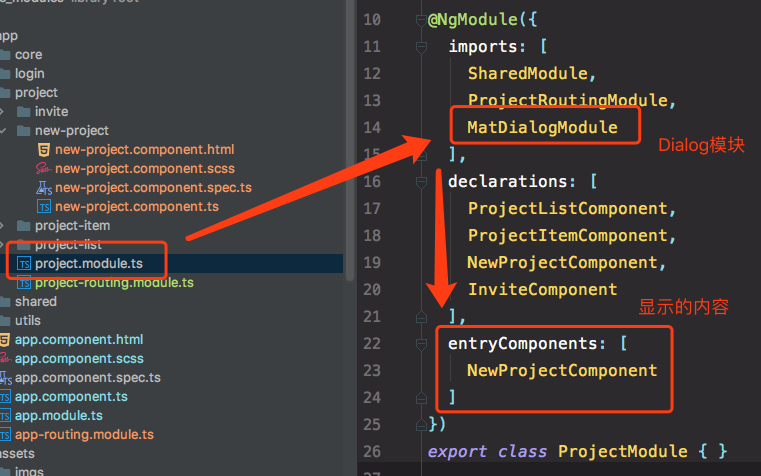 library root
app
core
login
project
invite
new-project
new-project.component.html
new-project.component.scss
new-project.component.spec.ts
new-project.component.ts
project-item
project-list
project.module.ts
project-routing.module.ts
shared
utils
app.component.html
app.component.scss
app.component.spec.ts
app.component.ts
app.module.ts
app-routing.module.ts
assets
imgs
10 @NgModule({
11 imports: [
12 SharedModule,
13 ProjectRoutingModule,
14 MatDialogModule
Dialog模块
15 ],
16 declarations: [
17 ProjectListComponent,
18 ProjectItemComponent,
19 NewProjectComponent,
20 InviteComponent
显示的内容
21 ],
22 entryComponents: [
23 NewProjectComponent
24 ]
25 })
26 export class ProjectModule { }